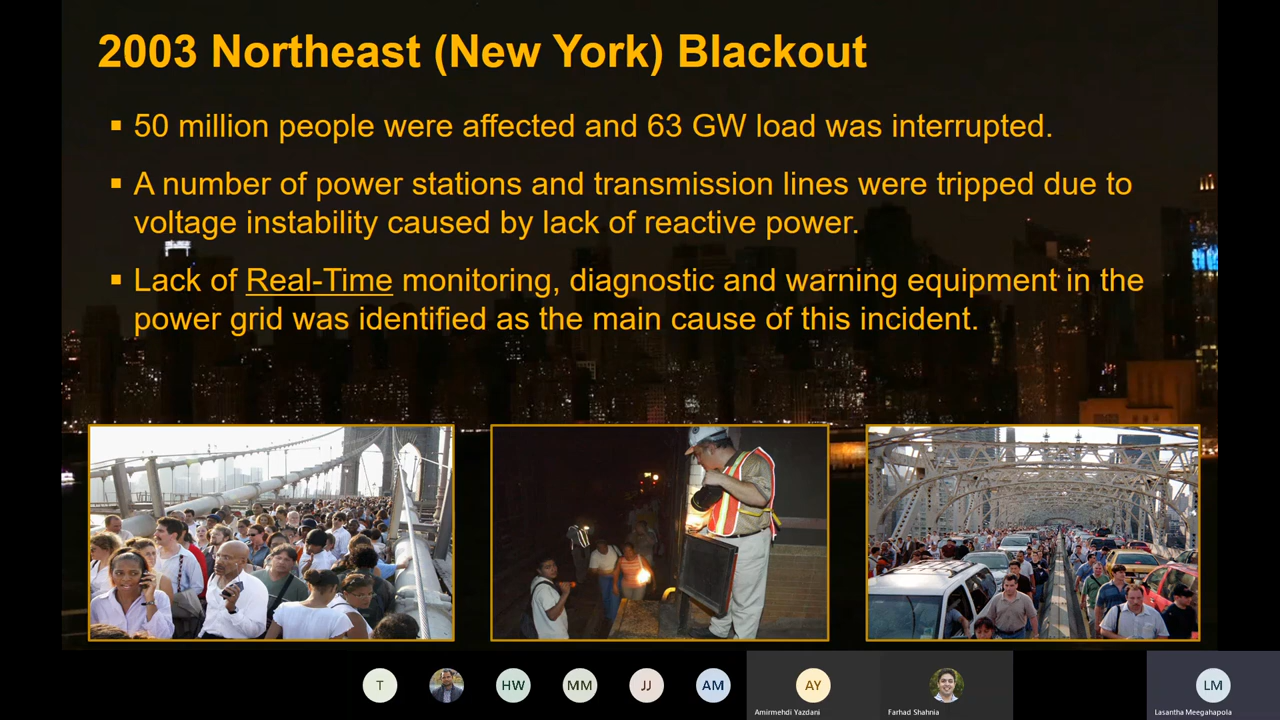 2003 Northeast (New York) Blackout
▪ 50 million people were affected and 63 GW load was interrupted.
▪ A number of power stations and transmission lines were tripped due to
voltage instability caused by lack of reactive power.
▪ Lack of Real-Time monitoring, diagnostic and warning equipment in the
power grid was identified as the main cause of this incident.
T
HW
MM
JJ
AM
AY
LM
Amirmehdi Yazdani
Farhad Shahnia
Lasantha Meegahapola